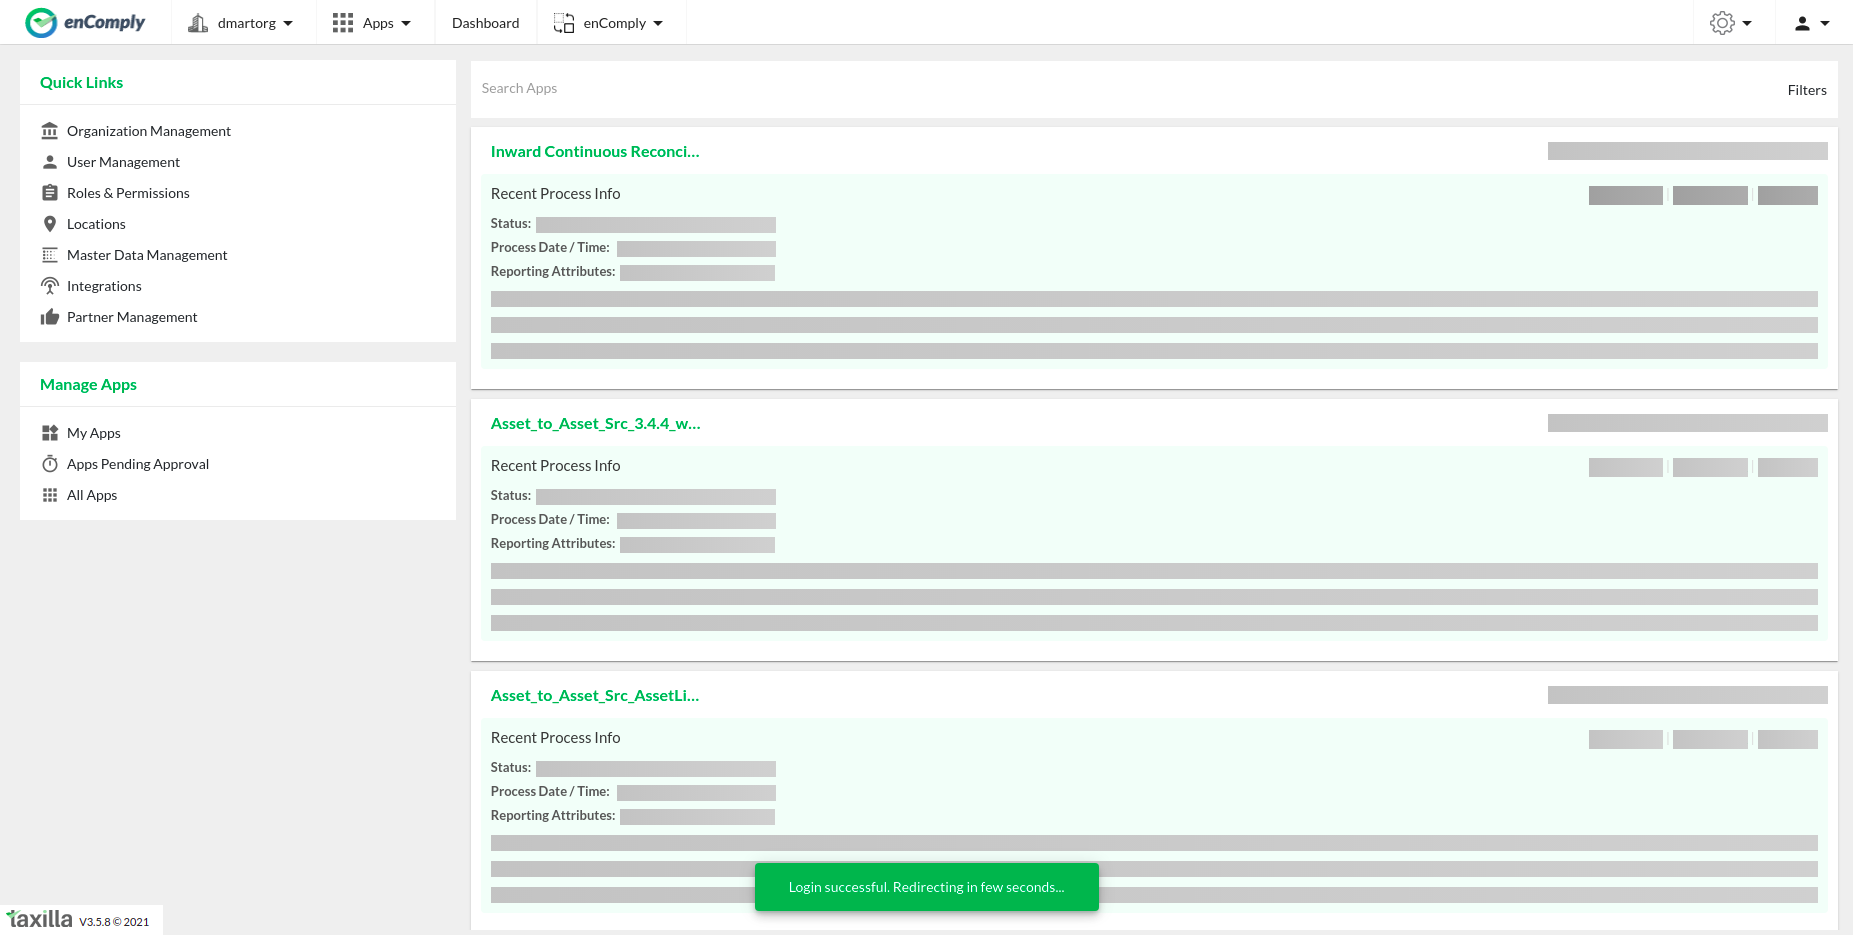 enComply
dmartorg
Apps
Dashboard
enComply
Quick Links
Organization Management
User Management
Roles & Permissions
Locations
Master Data Management
Integrations
Partner Management
Manage Apps
My Apps
Apps Pending Approval
All Apps
Search Apps
Filters
Inward Continuous Reconci...
Recent Process Info
Status:
Process Date / Time:
Reporting Attributes:
Asset_to_Asset_Src_3.4.4_w...
Recent Process Info
Status:
Process Date / Time:
Reporting Attributes:
Asset_to_Asset_Src_AssetLi...
Recent Process Info
Status:
Process Date / Time:
Reporting Attributes:
Login successful. Redirecting in few seconds...
taxilla V3.5.8 © 2021